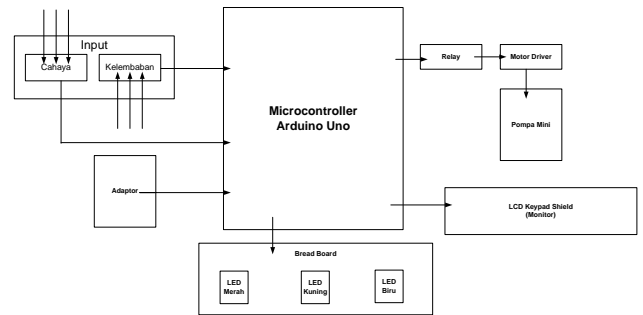 Input
Cahaya
Kelembaban
Microcontroller
Arduino Uno
Relay
Motor Driver
Pompa Mini
Adaptor
LCD Keypad Shield
(Monitor)
Bread Board
LED
Merah
LED
Kuning
LED
Biru